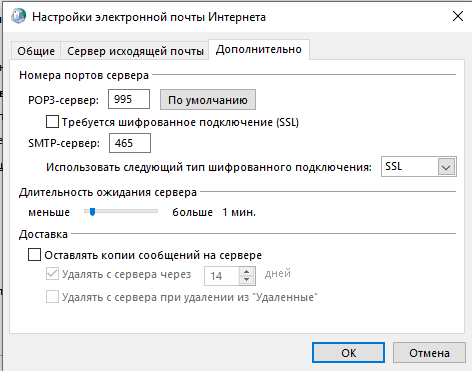 Настройки электронной почты Интернета
Общие Сервер исходящей почты Дополнительно
Номера портов сервера
POP3-сервер: 995 По умолчанию
Требуется шифрованное подключение (SSL)
SMTP-сервер: 465
Использовать следующий тип шифрованного подключения: SSL
Длительность ожидания сервера
меньше больше 1 мин.
Доставка
Оставлять копии сообщений на сервере
Удалять с сервера через 14 дней
Удалять с сервера при удалении из "Удаленные"
ОК Отмена